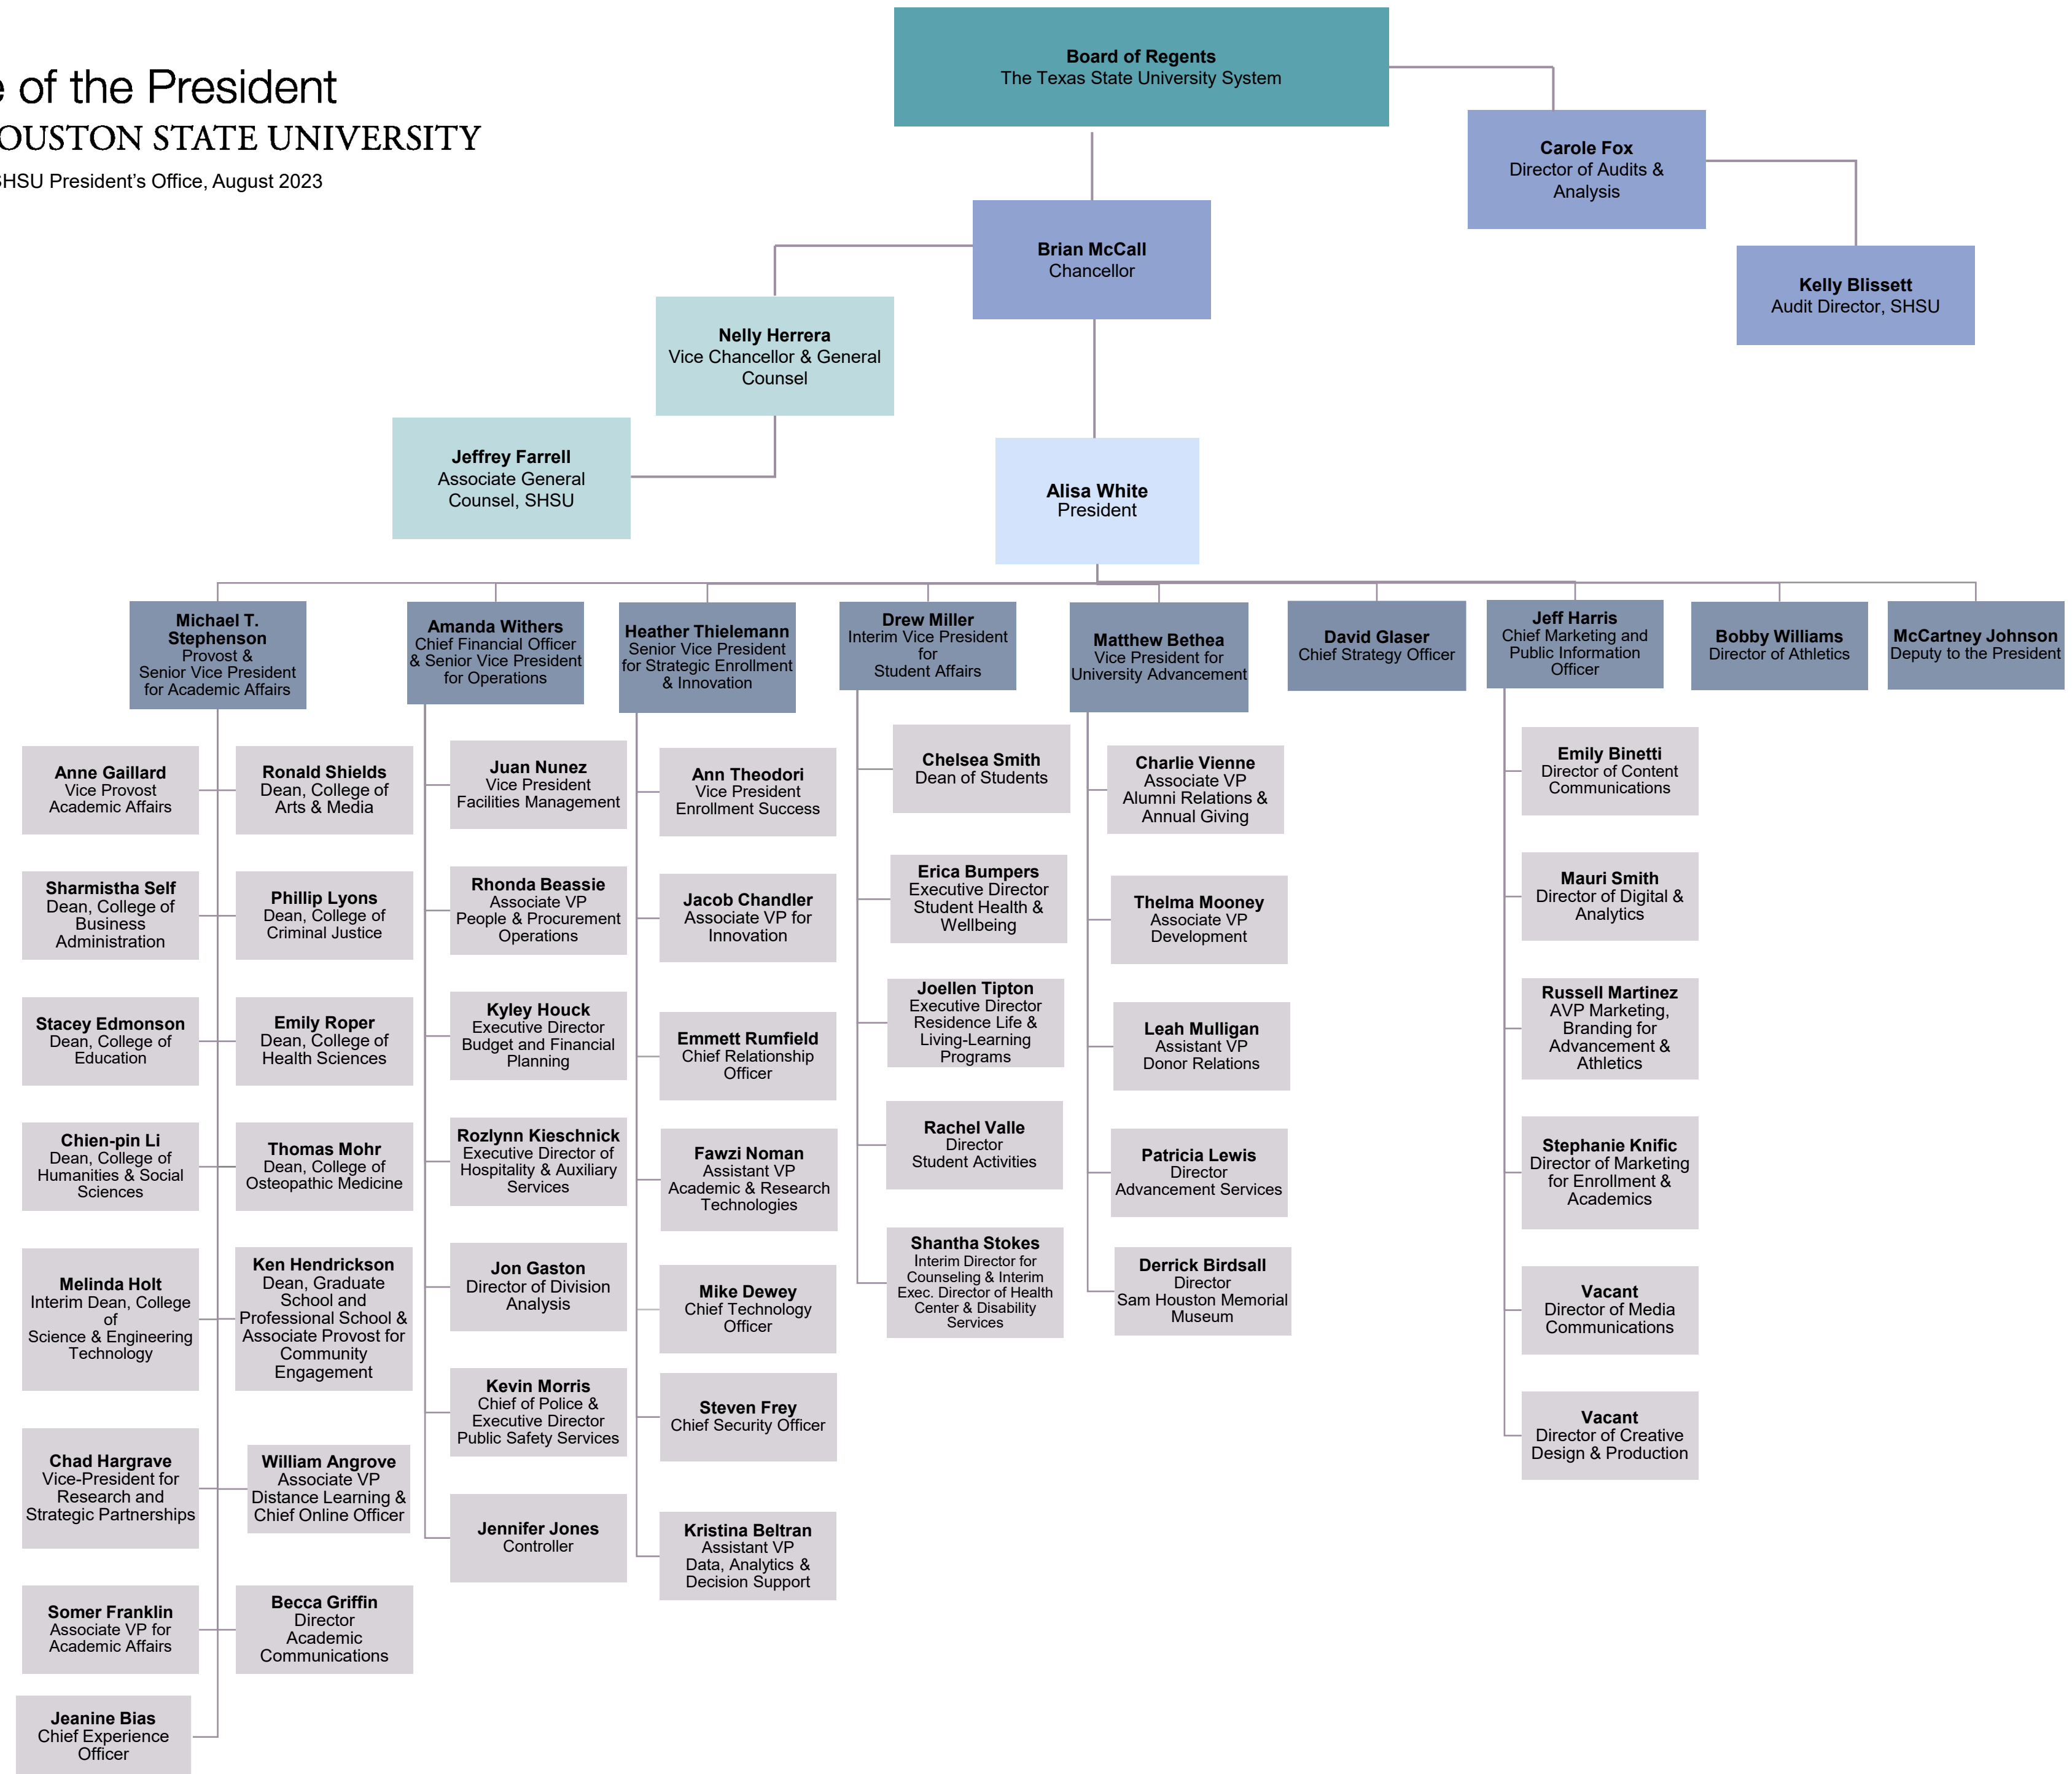 e of the President
OUSTON STATE UNIVERSITY
SHSU President's Office, August 2023
Board of Regents
The Texas State University System
Carole Fox
Director of Audits &
Analysis
Kelly Blissett
Audit Director, SHSU
Brian McCall
Chancellor
Nelly Herrera
Vice Chancellor & General
Counsel
Jeffrey Farrell
Associate General
Counsel, SHSU
Alisa White
President
Michael T.
Stephenson
Provost &
Senior Vice President
for Academic Affairs
Amanda Withers
Chief Financial Officer
& Senior Vice President
for Operations
Heather Thielemann
Senior Vice President
for Strategic Enrollment
& Innovation
Drew Miller
Interim Vice President
for
Student Affairs
Matthew Bethea
Vice President for
University Advancement
David Glaser
Chief Strategy Officer
Jeff Harris
Chief Marketing and
Public Information
Officer
Bobby Williams
Director of Athletics
McCartney Johnson
Deputy to the President
Anne Gaillard
Vice Provost
Academic Affairs
Ronald Shields
Dean, College of
Arts & Media
Sharmistha Self
Dean, College of
Business
Administration
Phillip Lyons
Dean, College of
Criminal Justice
Stacey Edmonson
Dean, College of
Education
Emily Roper
Dean, College of
Health Sciences
Chien-pin Li
Dean, College of
Humanities & Social
Sciences
Thomas Mohr
Dean, College of
Osteopathic Medicine
Melinda Holt
Interim Dean, College
of
Science & Engineering
Technology
Ken Hendrickson
Dean, Graduate
School and
Professional School &
Associate Provost for
Community
Engagement
Chad Hargrave
Vice-President for
Research and
Strategic Partnerships
William Angrove
Associate VP
Distance Learning &
Chief Online Officer
Somer Franklin
Associate VP for
Academic Affairs
Becca Griffin
Director
Academic
Communications
Jeanine Bias
Chief Experience
Officer
Juan Nunez
Vice President
Facilities Management
Rhonda Beassie
Associate VP
People & Procurement
Operations
Kyley Houck
Executive Director
Budget and Financial
Planning
Rozlynn Kieschnick
Executive Director of
Hospitality & Auxiliary
Services
Jon Gaston
Director of Division
Analysis
Kevin Morris
Chief of Police &
Executive Director
Public Safety Services
Jennifer Jones
Controller
Ann Theodori
Vice President
Enrollment Success
Jacob Chandler
Associate VP for
Innovation
Emmett Rumfield
Chief Relationship
Officer
Fawzi Noman
Assistant VP
Academic & Research
Technologies
Mike Dewey
Chief Technology
Officer
Steven Frey
Chief Security Officer
Kristina Beltran
Assistant VP
Data, Analytics &
Decision Support
Chelsea Smith
Dean of Students
Erica Bumpers
Executive Director
Student Health &
Wellbeing
Joellen Tipton
Executive Director
Residence Life &
Living-Learning
Programs
Rachel Valle
Director
Student Activities
Shantha Stokes
Interim Director for
Counseling & Interim
Exec. Director of Health
Center & Disability
Services
Charlie Vienne
Associate VP
Alumni Relations &
Annual Giving
Thelma Mooney
Associate VP
Development
Leah Mulligan
Assistant VP
Donor Relations
Patricia Lewis
Director
Advancement Services
Derrick Birdsall
Director
Sam Houston Memorial
Museum
Emily Binetti
Director of Content
Communications
Mauri Smith
Director of Digital &
Analytics
Russell Martinez
AVP Marketing,
Branding for
Advancement &
Athletics
Stephanie Knific
Director of Marketing
for Enrollment &
Academics
Vacant
Director of Media
Communications
Vacant
Director of Creative
Design & Production